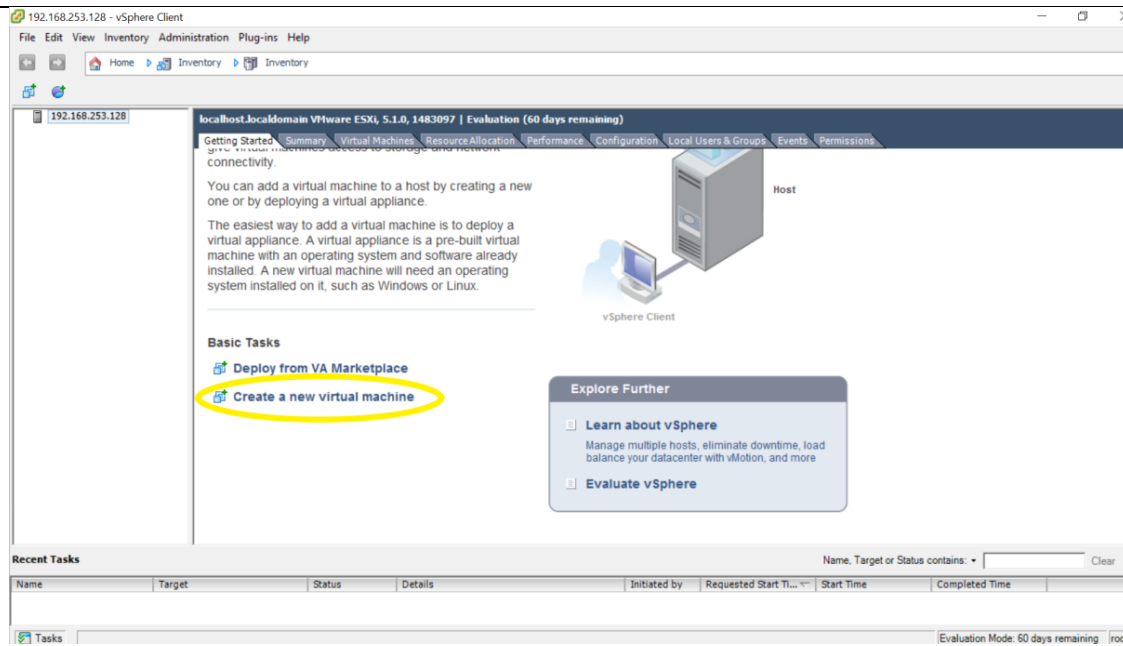 192.168.253.128 - vSphere Client
File Edit View Inventory Administration Plug-ins Help
Home Inventory Inventory
192.168.253.128
localhost.localdomain VMware ESXi, 5.1.0, 1483097 | Evaluation (60 days remaining)
Getting Started Summary Virtual Machines Resource Allocation Performance Configuration Local Users & Groups Events Permissions
give virtual machines access to storage and network
connectivity.
You can add a virtual machine to a host by creating a new
one or by deploying a virtual appliance.
The easiest way to add a virtual machine is to deploy a
virtual appliance. A virtual appliance is a pre-built virtual
machine with an operating system and software already
installed. A new virtual machine will need an operating
system installed on it, such as Windows or Linux.
Host
vSphere Client
Basic Tasks
Deploy from VA Marketplace
Create a new virtual machine
Explore Further
Learn about vSphere
Manage multiple hosts, eliminate downtime, load
balance your datacenter with vMotion, and more
Evaluate vSphere
Recent Tasks
Name, Target or Status contains: Clear
Name Target Status Details Initiated by Requested Start Ti... Start Time Completed Time
Tasks
Evaluation Mode: 60 days remaining